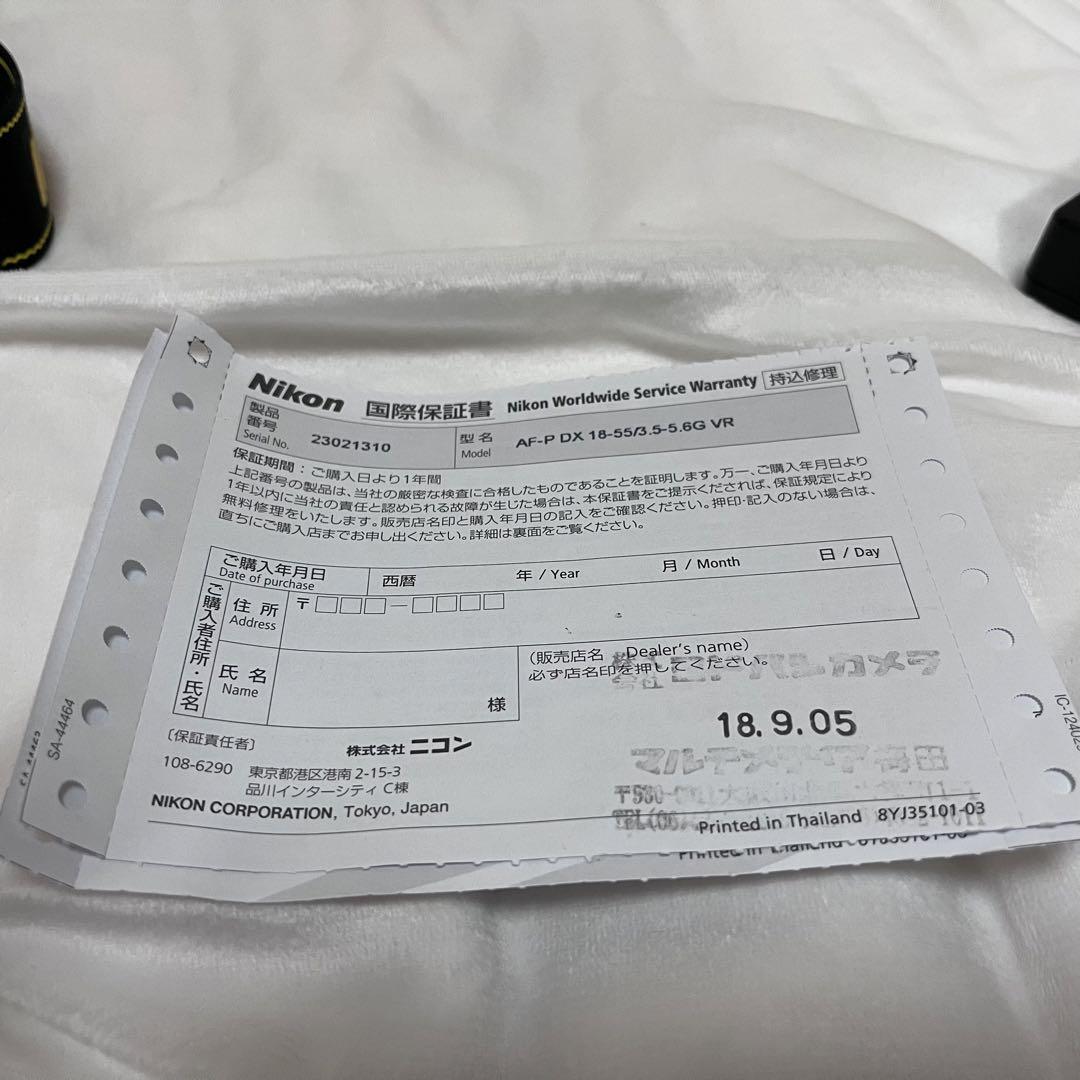 Nikon 国際保証書 Nikon Worldwide Service Warranty 持込修理
製品番号 Serial No. 23021310 型名 Model AF-P DX 18-55/3.5-5.6G VR
保証期間：ご購入日より1年間
上記番号の製品は、当社の厳密な検査に合格したものであることを証明します。万一、ご購入年月日より
1年以内に当社の責任と認められる故障が生じた場合は、本保証書をご提示くだされば、保証規定により
無料修理をいたします。販売店名印と購入年月日の記入をご確認ください。押印・記入のない場合は、
直ちにご購入店までお申し出ください。詳細は裏面をご覧ください。
ご購入年月日 Date of purchase 西暦 年 / Year 月 / Month 日 / Day
ご購入者住所・氏名
住所 Address 〒□□□－□□□□
氏名 Name 様
（販売店名 Dealer's name）
必ず店名印を押してください。
カメラ
18.9.05
マルチメディア梅田
〔保証責任者〕 株式会社 ニコン
108-6290 東京都港区港南 2-15-3
品川インターシティ C棟
NIKON CORPORATION, Tokyo, Japan
Printed in Thailand 8YJ35101-03
SA-44464